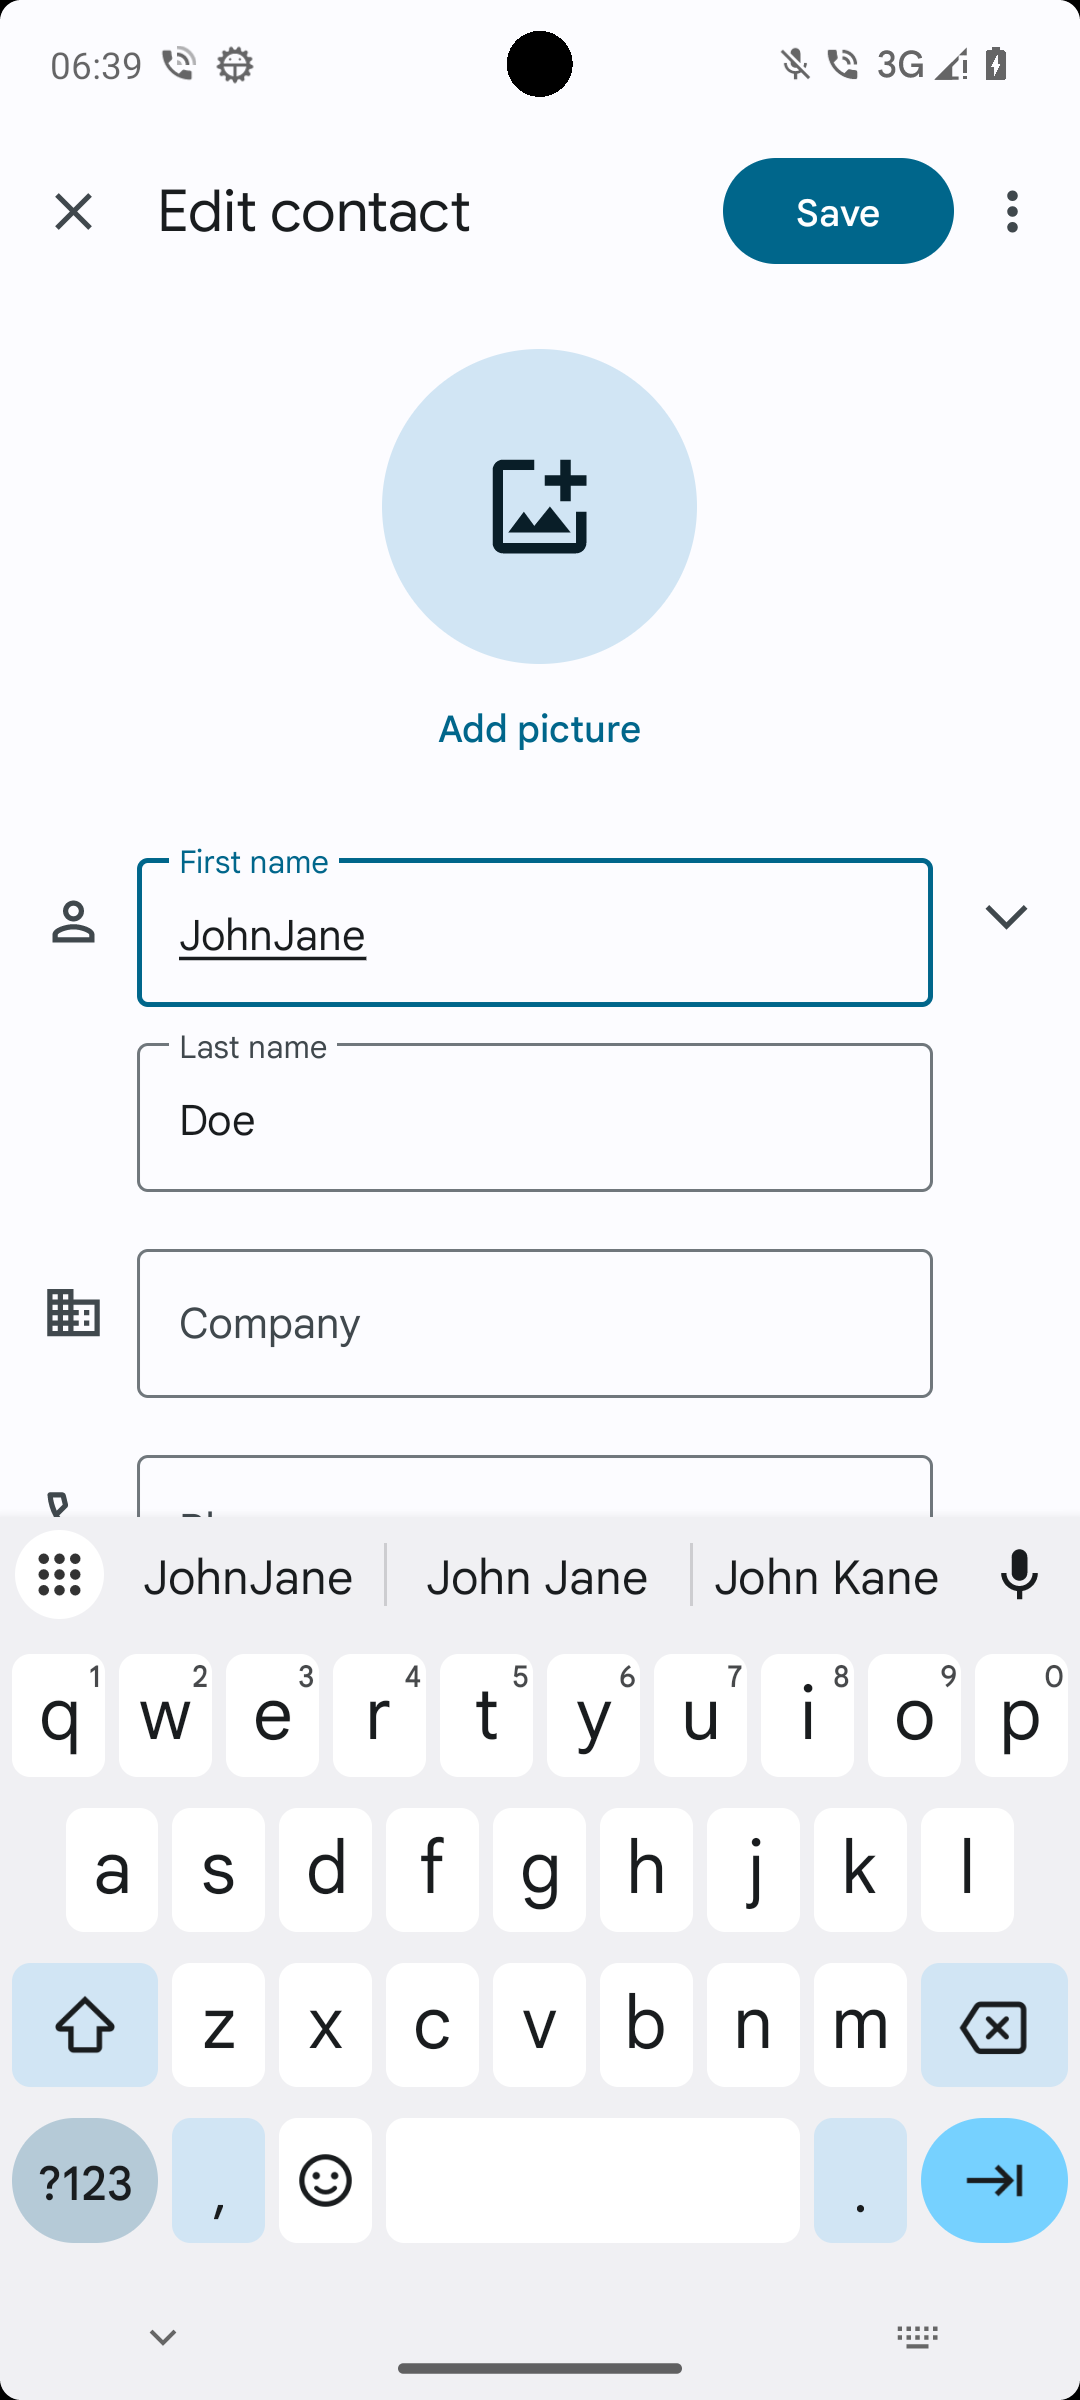 06:39
3G
Edit contact
Save
Add picture
First name
JohnJane
Last name
Doe
Company
JohnJane
John Jane
John Kane
q 1 w 2 e 3 r 4 t 5 y 6 u 7 i 8 o 9 p 0
a s d f g h j k l
z x c v b n m
?123 , .